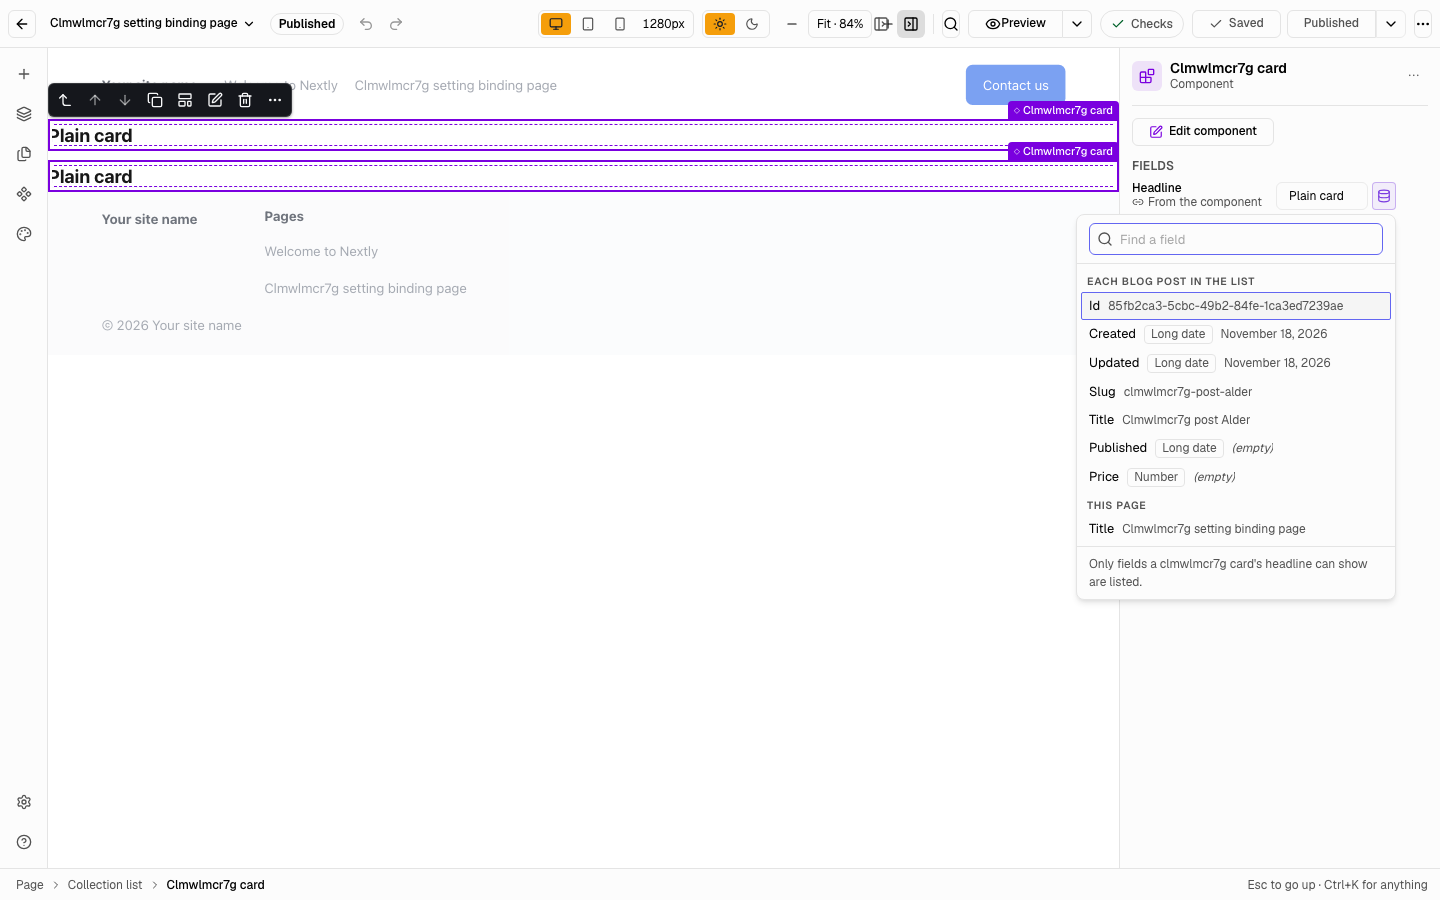 Clmwlmcr7g setting binding page
Published
1280px
Fit · 84%
Preview
Checks
Saved
Published
Welcome to Nextly
Clmwlmcr7g setting binding page
Contact us
Clmwlmcr7g card
Plain card
Clmwlmcr7g card
Plain card
Your site name
Pages
Welcome to Nextly
Clmwlmcr7g setting binding page
© 2026 Your site name
Clmwlmcr7g card
Component
Edit component
FIELDS
Headline
From the component
Plain card
Find a field
EACH BLOG POST IN THE LIST
Id 85fb2ca3-5cbc-49b2-84fe-1ca3ed7239ae
Created Long date November 18, 2026
Updated Long date November 18, 2026
Slug clmwlmcr7g-post-alder
Title Clmwlmcr7g post Alder
Published Long date (empty)
Price Number (empty)
THIS PAGE
Title Clmwlmcr7g setting binding page
Only fields a clmwlmcr7g card's headline can show
are listed.
Page > Collection list > Clmwlmcr7g card
Esc to go up · Ctrl+K for anything